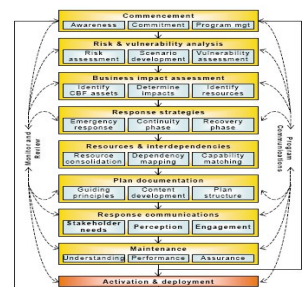 Commencement
Awareness Commitment Program mgt
Risk & vulnerability analysis
Risk assessment Scenario development Vulnerability assessment
Business impact assessment
Identify CBF assets Determine impacts Identify resources
Response strategies
Emergency response Continuity phase Recovery phase
Resources & interdependencies
Resource consolidation Dependency mapping Capability matching
Plan documentation
Guiding principles Content development Plan structure
Response communications
Stakeholder needs Perception Engagement
Maintenance
Understanding Performance Assurance
Activation & deployment
Monitor and Review
Program Communications